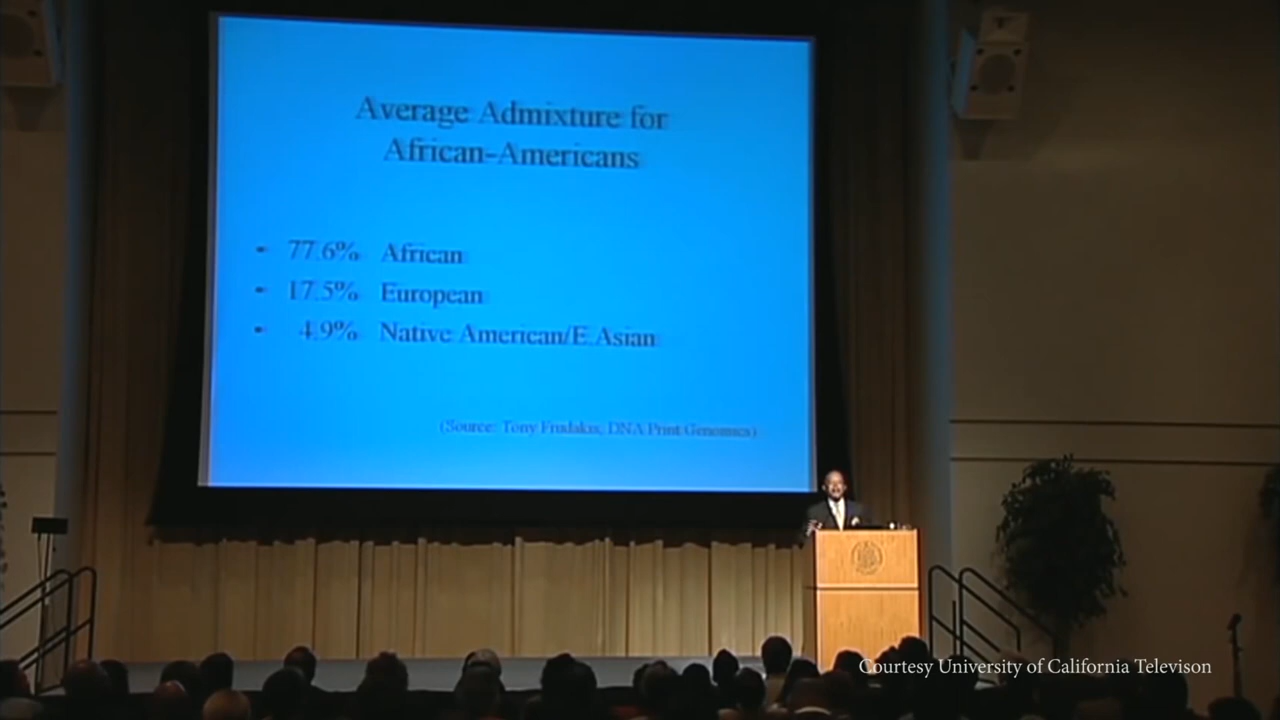 Average Admixture for
African-Americans
- 77.6% African
- 17.5% European
- 4.9% Native American/E. Asian
(Source: Tony Frudakis, DNA Print Genomics)
Courtesy University of California Televison